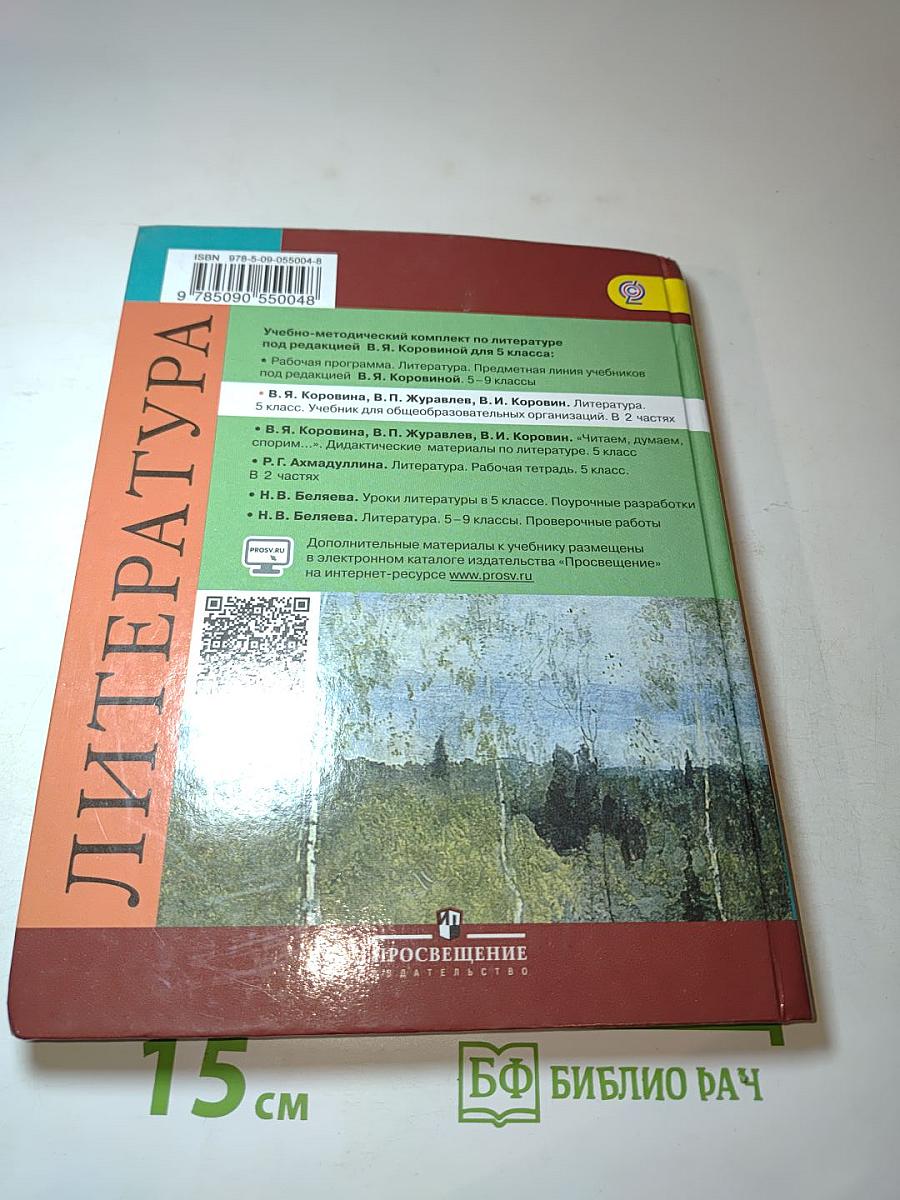 ISBN 978-5-09-055004-8
9 785090 550048
ЛИТЕРАТУРА
Учебно-методический комплект по литературе
под редакцией В. Я. Коровиной для 5 класса:
• Рабочая программа. Литература. Предметная линия учебников
под редакцией В. Я. Коровиной. 5–9 классы
• В. Я. Коровина, В. П. Журавлев, В. И. Коровин. Литература.
5 класс. Учебник для общеобразовательных организаций. В 2 частях
• В. Я. Коровина, В. П. Журавлев, В. И. Коровин. «Читаем, думаем,
спорим...». Дидактические материалы по литературе. 5 класс
• Р. Г. Ахмадуллина. Литература. Рабочая тетрадь. 5 класс.
В 2 частях
• Н. В. Беляева. Уроки литературы в 5 классе. Поурочные разработки
• Н. В. Беляева. Литература. 5–9 классы. Проверочные работы
PROSV.RU
Дополнительные материалы к учебнику размещены
в электронном каталоге издательства «Просвещение»
на интернет-ресурсе www.prosv.ru
ПРОСВЕЩЕНИЕ
ИЗДАТЕЛЬСТВО
15 см
БФ БИБЛИО